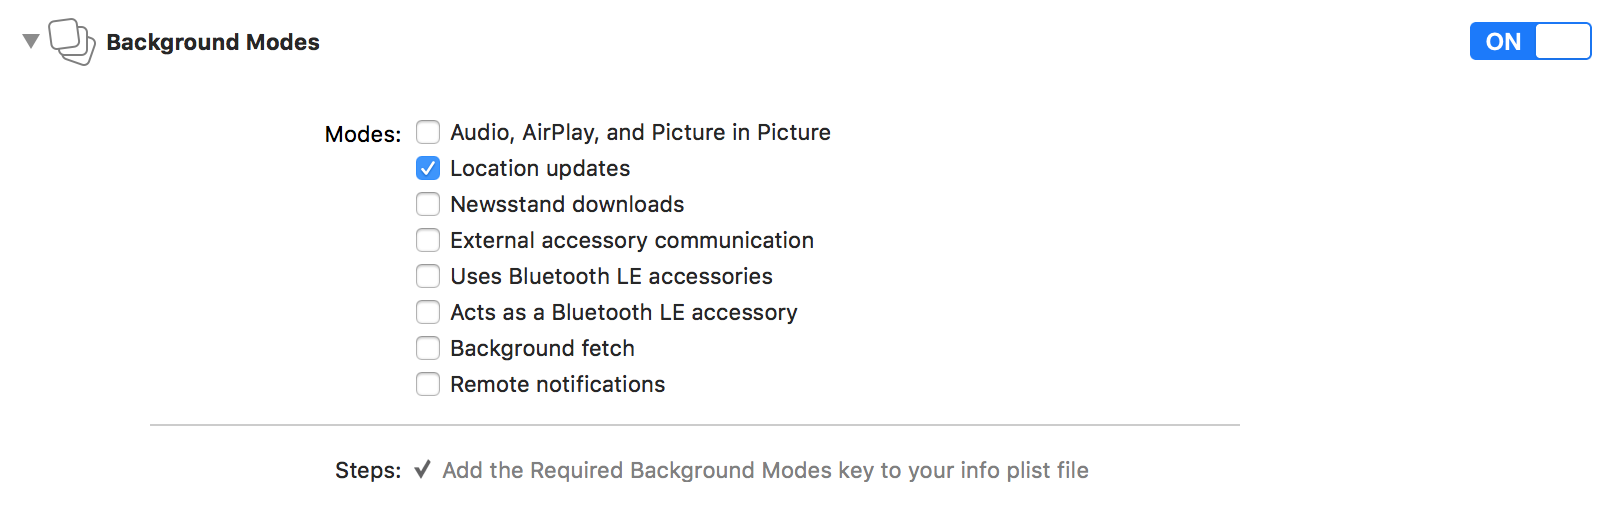 Background Modes
ON
Modes:
Audio, AirPlay, and Picture in Picture
Location updates
Newsstand downloads
External accessory communication
Uses Bluetooth LE accessories
Acts as a Bluetooth LE accessory
Background fetch
Remote notifications
Steps: ✓ Add the Required Background Modes key to your info plist file